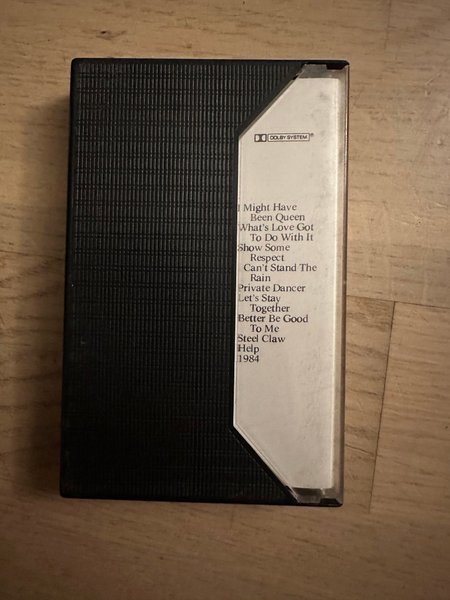 DOLBY SYSTEM®
I Might Have
Been Queen
What's Love Got
To Do With It
Show Some
Respect
I Can't Stand The
Rain
Private Dancer
Let's Stay
Together
Better Be Good
To Me
Steel Claw
Help
1984